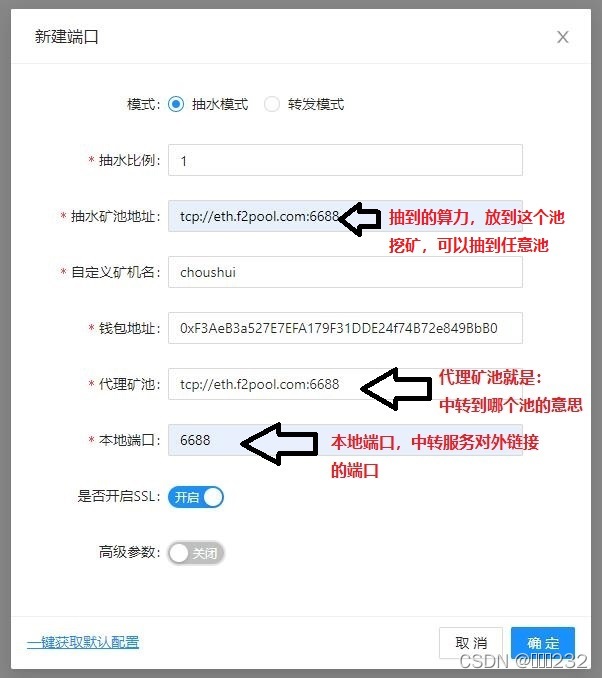 新建端口
模式： 抽水模式 转发模式
* 抽水比例： 1
* 抽水矿池地址： tcp://eth.f2pool.com:6688
抽到的算力，放到这个池
挖矿，可以抽到任意池
* 自定义矿机名： choushui
* 钱包地址： 0xF3AeB3a527E7EFA179F31DDE24f74B72e849BbB0
* 代理矿池： tcp://eth.f2pool.com:6688
代理矿池就是：
中转到哪个池的意思
* 本地端口： 6688
本地端口，中转服务对外链接
的端口
是否开启SSL： 开启
高级参数： 关闭
一键获取默认配置
取 消 确 定